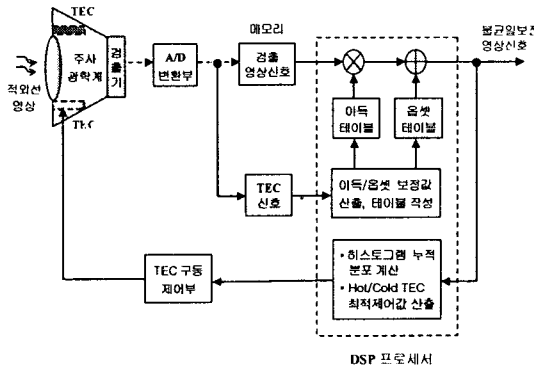 TEC
주사
광학계
검출기
적외선
영상
TEC
A/D
변환부
메모리
검출
영상신호
불균일보정
영상신호
이득
테이블
옵셋
테이블
TEC
신호
이득/옵셋 보정값
산출, 테이블 작성
TEC 구동
제어부
• 히스토그램 누적
분포 계산
• Hot/Cold TEC
최적제어값 산출
DSP 프로세서